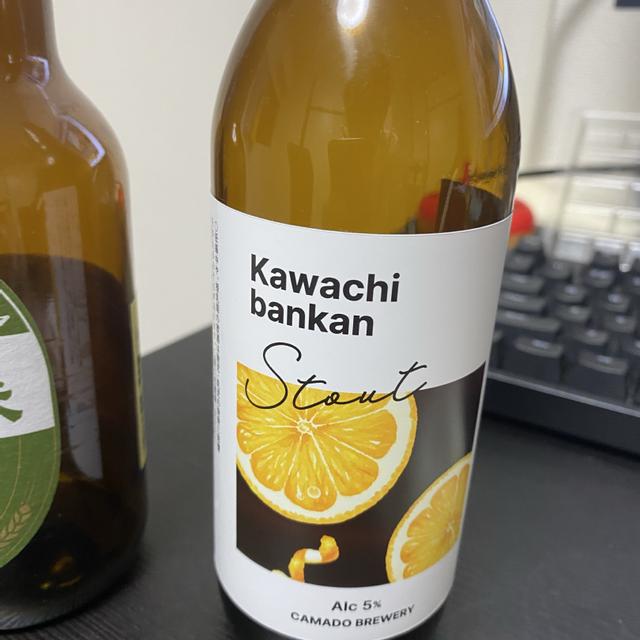 Kawachi
bankan
Stout
Alc 5%
CAMADO BREWERY